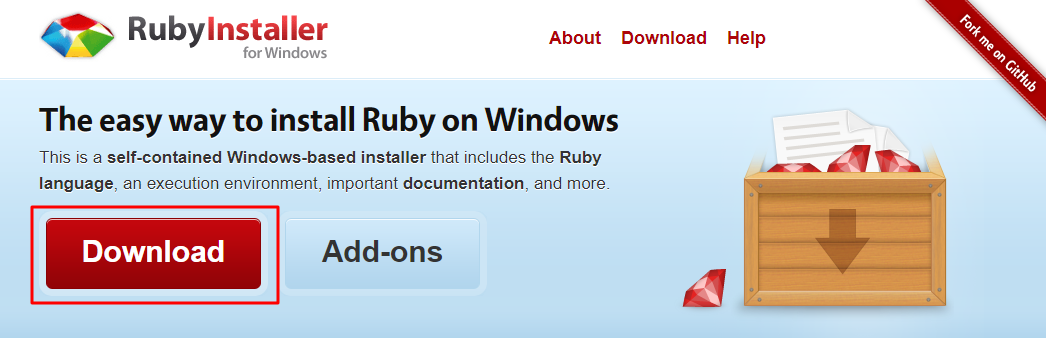 RubyInstaller
for Windows
About Download Help
Fork me on GitHub
The easy way to install Ruby on Windows
This is a self-contained Windows-based installer that includes the Ruby
language, an execution environment, important documentation, and more.
Download Add-ons